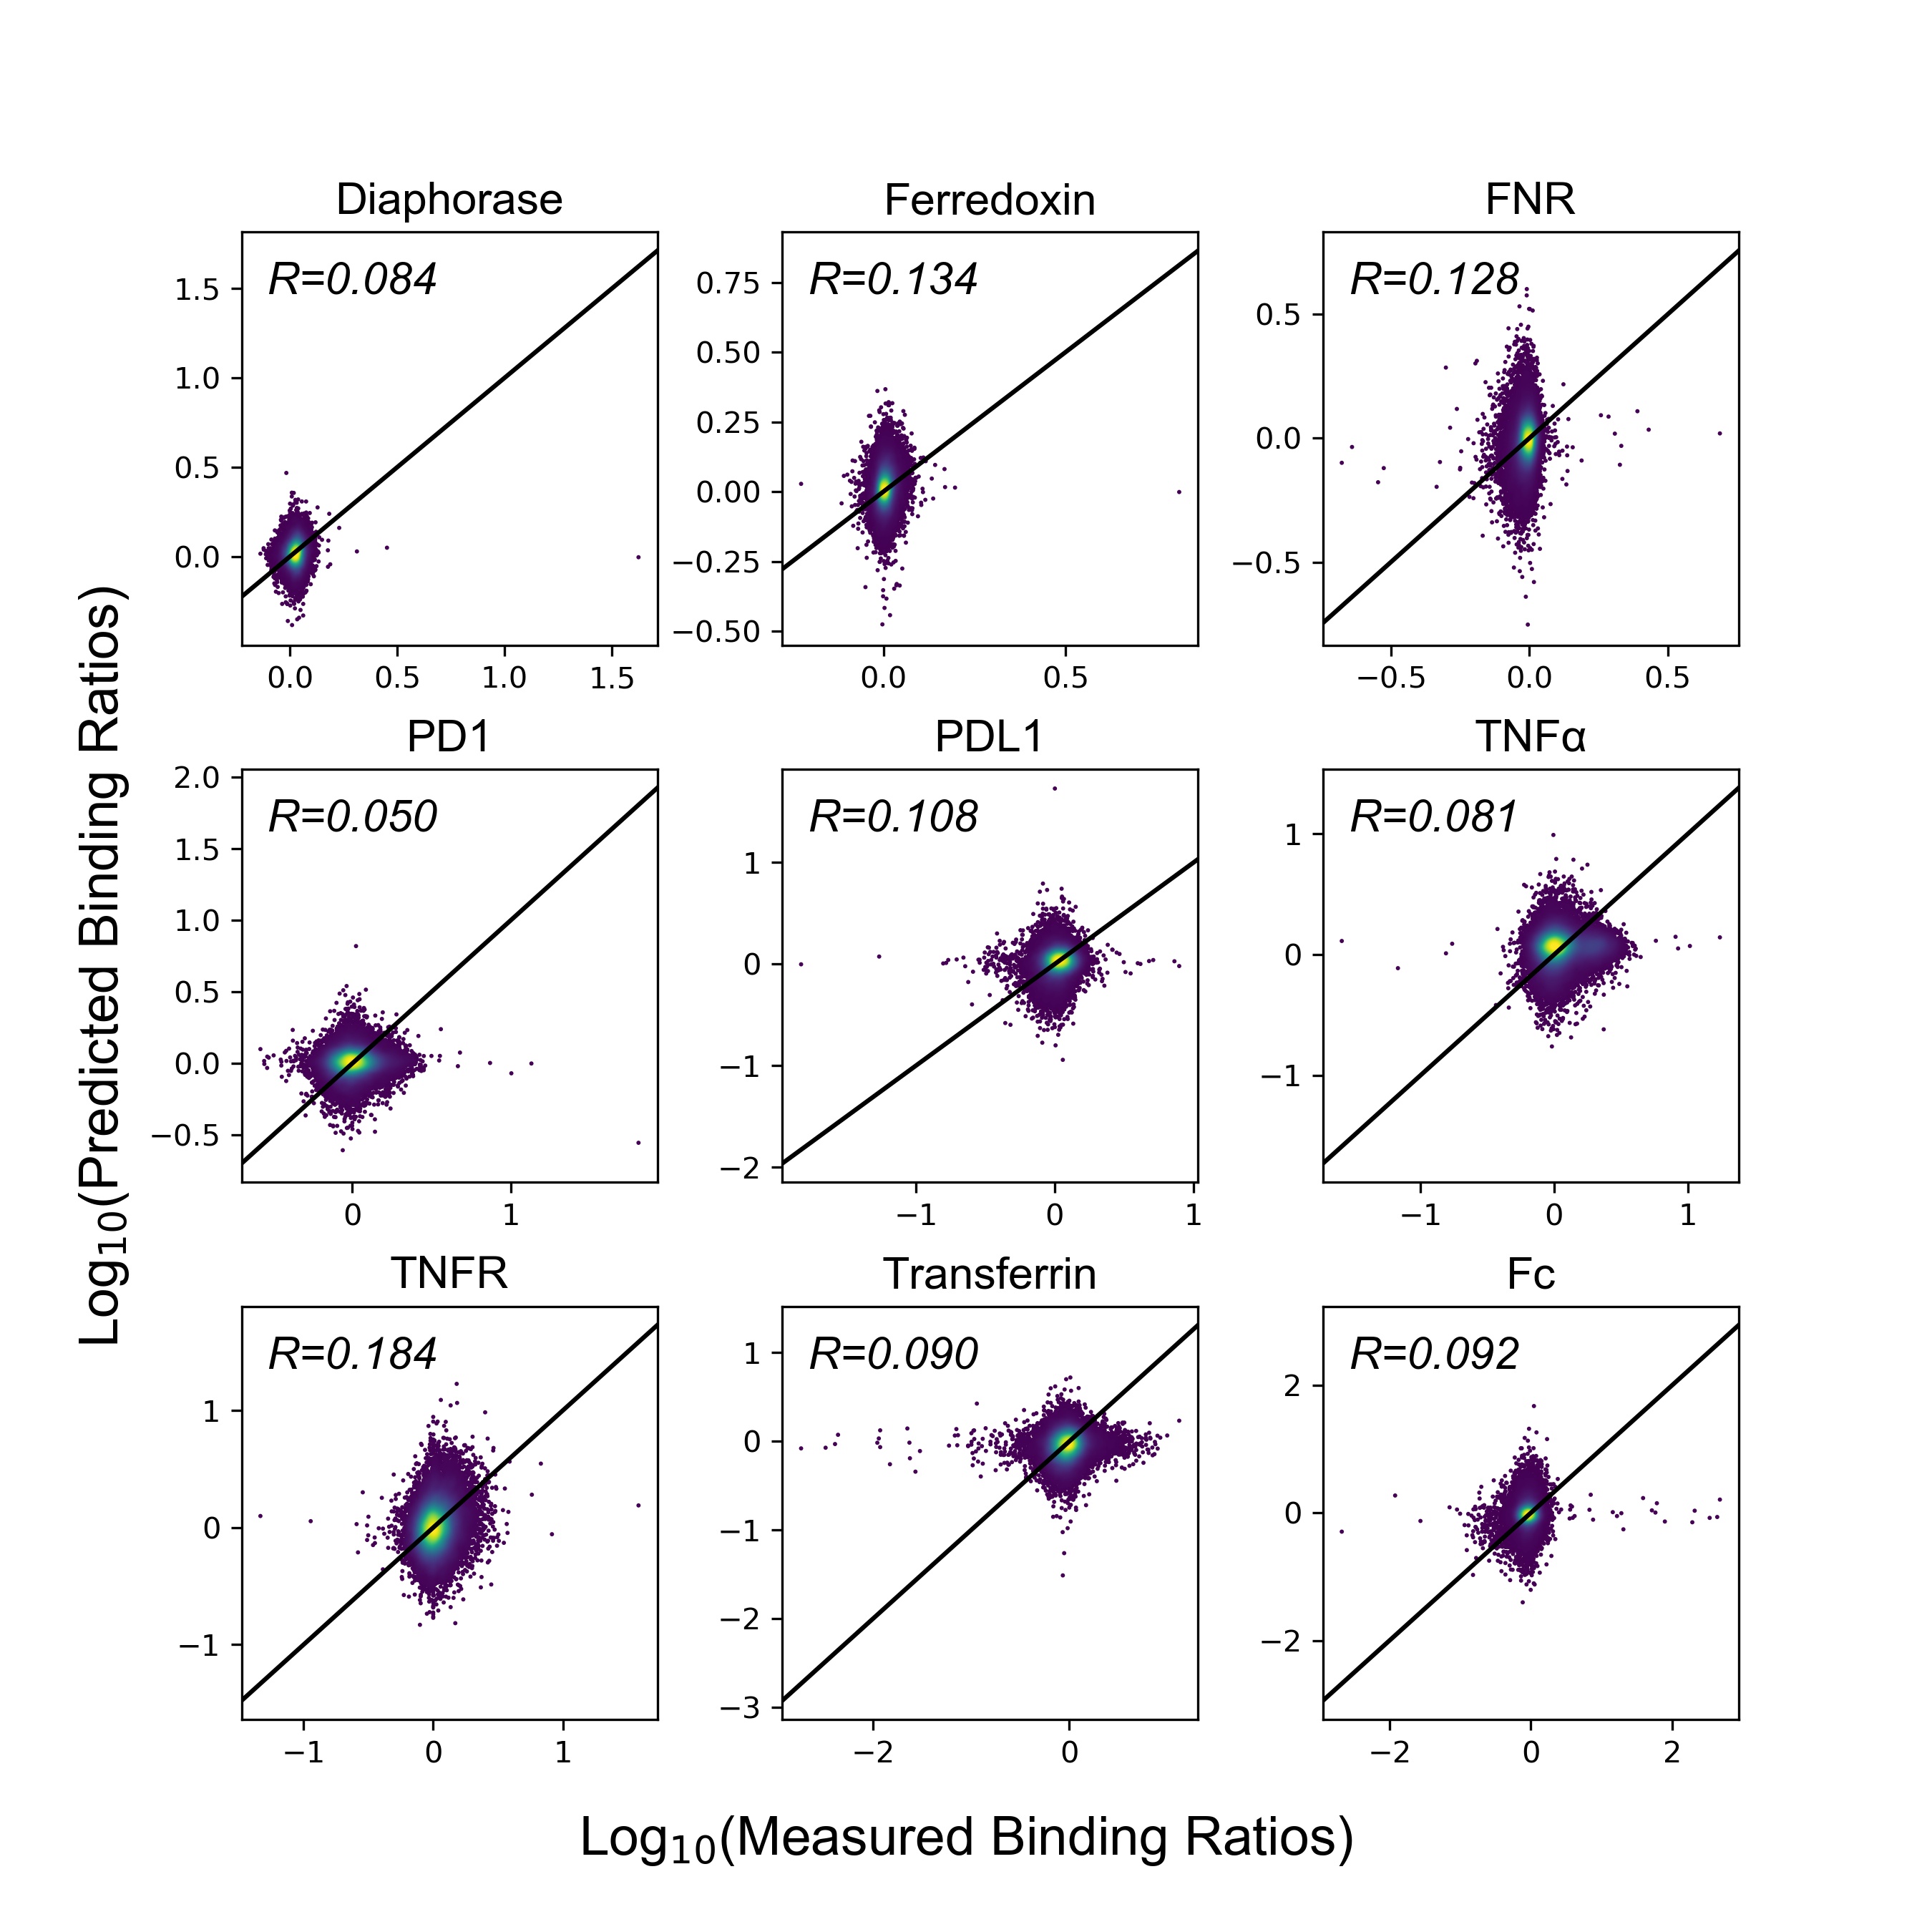 Diaphorase
R=0.084
1.5
1.0
0.5
0.0
0.0 0.5 1.0 1.5
Ferredoxin
R=0.134
0.75
0.50
0.25
0.00
−0.25
−0.50
0.0 0.5
FNR
R=0.128
0.5
0.0
−0.5
−0.5 0.0 0.5
PD1
R=0.050
2.0
1.5
1.0
0.5
0.0
−0.5
0 1
PDL1
R=0.108
1
0
−1
−2
−1 0 1
TNFα
R=0.081
1
0
−1
−1 0 1
TNFR
R=0.184
1
0
−1
−1 0 1
Transferrin
R=0.090
1
0
−1
−2
−3
−2 0
Fc
R=0.092
2
0
−2
−2 0 2
Log₁₀(Predicted Binding Ratios)
Log₁₀(Measured Binding Ratios)